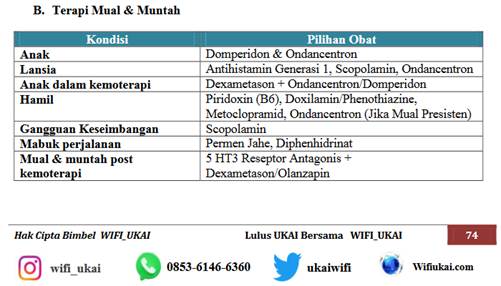 B. Terapi Mual & Muntah
Kondisi Pilihan Obat
Anak Domperidon & Ondancentron
Lansia Antihistamin Generasi 1, Scopolamin, Ondancentron
Anak dalam kemoterapi Dexametason + Ondancentron/Domperidon
Hamil Piridoxin (B6), Doxilamin/Phenothiazine,
Metoclopramid, Ondancentron (Jika Mual Presisten)
Gangguan Keseimbangan Scopolamin
Mabuk perjalanan Permen Jahe, Diphenhidrinat
Mual & muntah post 5 HT3 Reseptor Antagonis +
kemoterapi Dexametason/Olanzapin
Hak Cipta Bimbel WIFI_UKAI Lulus UKAI Bersama WIFI_UKAI 74
wifi_ukai 0853-6146-6360 ukaiwifi Wifiukai.com